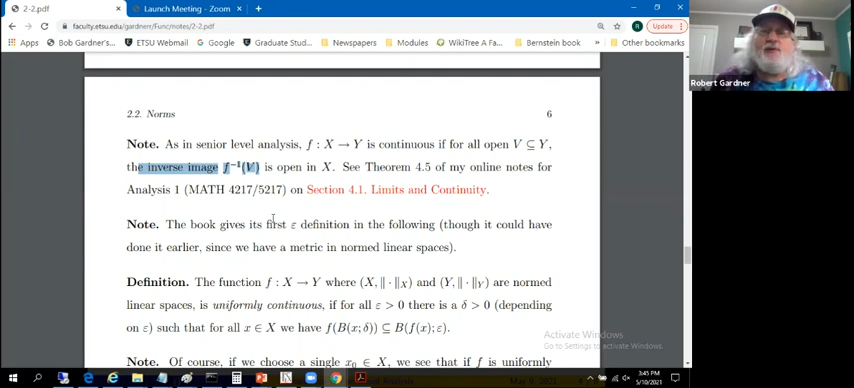 2-2.pdf
Launch Meeting - Zoom
faculty.etsu.edu/gardnerr/Func/notes/2-2.pdf
Update
Apps
Bob Gardner's...
ETSU Webmail
Google
Graduate Stud...
Newspapers
Modules
WikiTree A Fa...
Bernstein book
Other bookmarks
Robert Gardner
2.2. Norms
6
Note. As in senior level analysis, f : X → Y is continuous if for all open V ⊆ Y,
the inverse image f⁻¹(V) is open in X. See Theorem 4.5 of my online notes for
Analysis 1 (MATH 4217/5217) on Section 4.1. Limits and Continuity.
Note. The book gives its first ε definition in the following (though it could have
done it earlier, since we have a metric in normed linear spaces).
Definition. The function f : X → Y where (X, ‖ · ‖X) and (Y, ‖ · ‖Y) are normed
linear spaces, is uniformly continuous, if for all ε > 0 there is a δ > 0 (depending
on ε) such that for all x ∈ X we have f(B(x; δ)) ⊆ B(f(x); ε).
Note. Of course, if we choose a single x₀ ∈ X, we see that if f is uniformly
Activate Windows
Go to Settings to activate Windows.
3:45 PM
5/10/2021